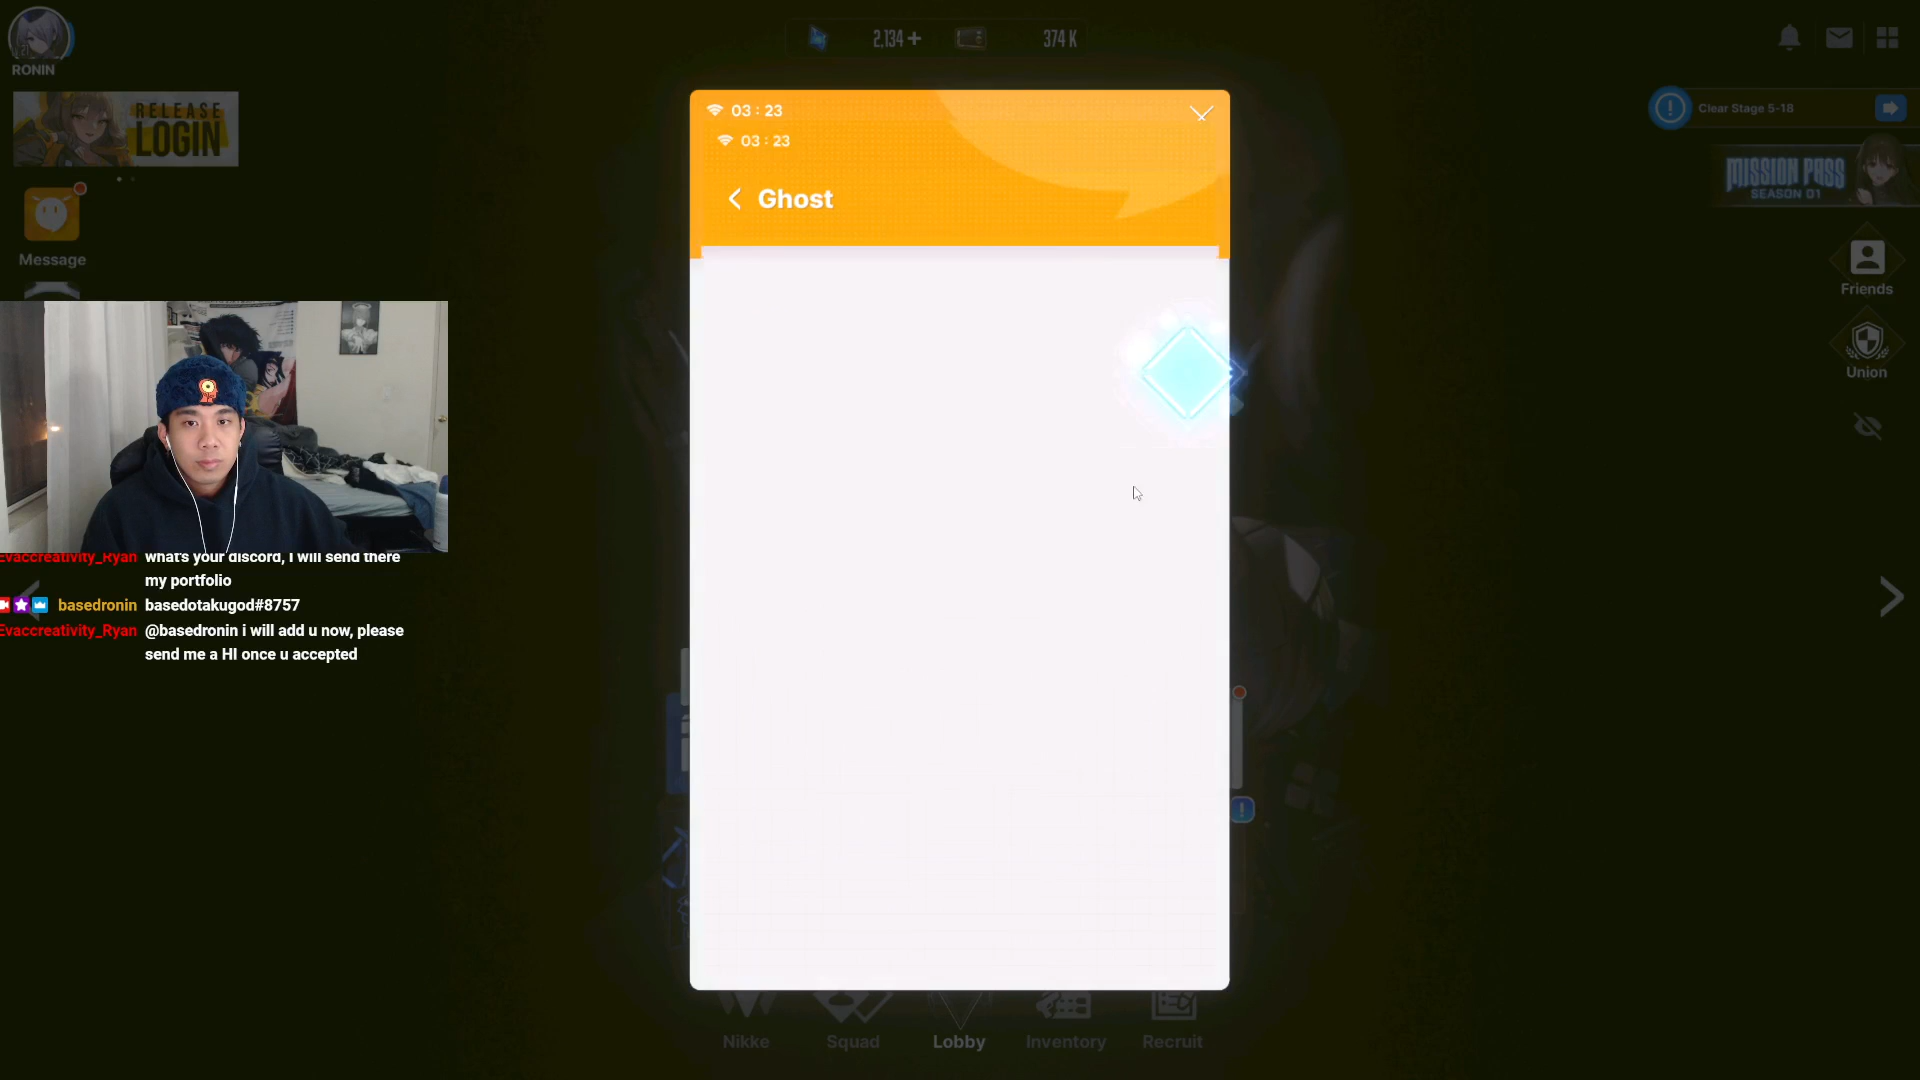 2,134 +
374 K
RONIN
RELEASE
LOGIN
03 : 23
03 : 23
Clear Stage 5-18
MISSION PASS
SEASON 01
Ghost
Message
Friends
Union
Evaccreativity_Ryan what's your discord, I will send there
my portfolio
basedronin basedotakugod#8757
Evaccreativity_Ryan @basedronin i will add u now, please
send me a HI once u accepted
Nikke
Squad
Lobby
Inventory
Recruit